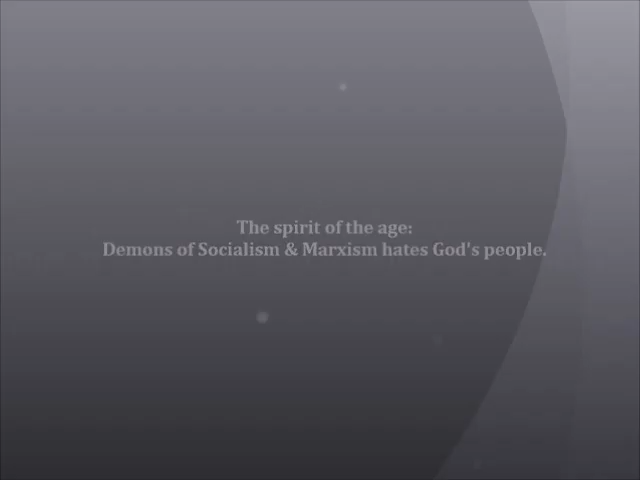 The spirit of the age:
Demons of Socialism & Marxism hates God's people.